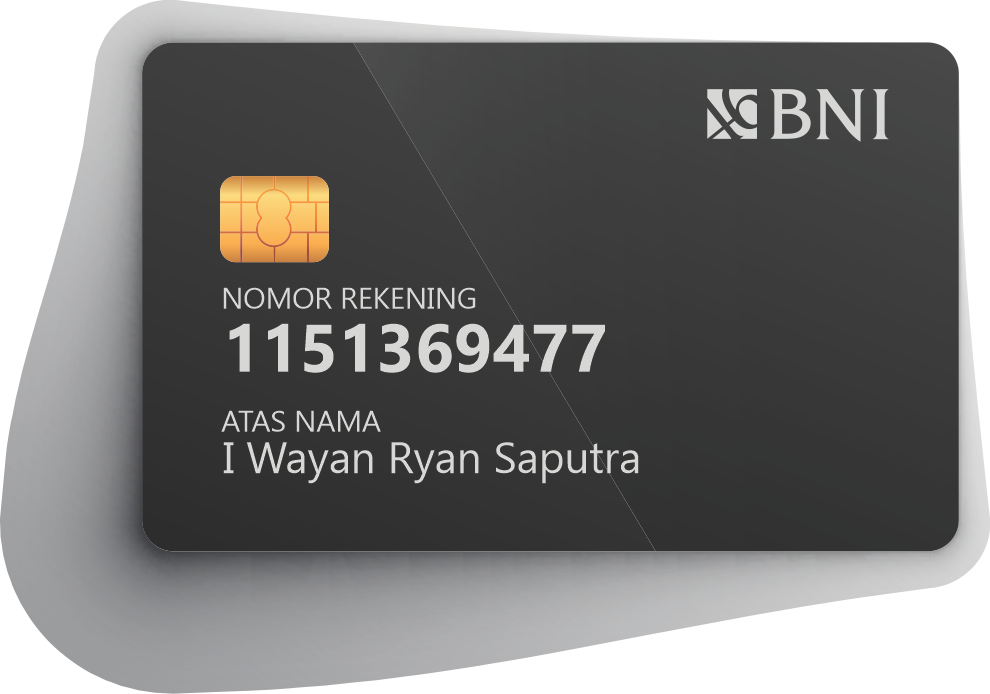 BNI
NOMOR REKENING
1151369477
ATAS NAMA
I Wayan Ryan Saputra